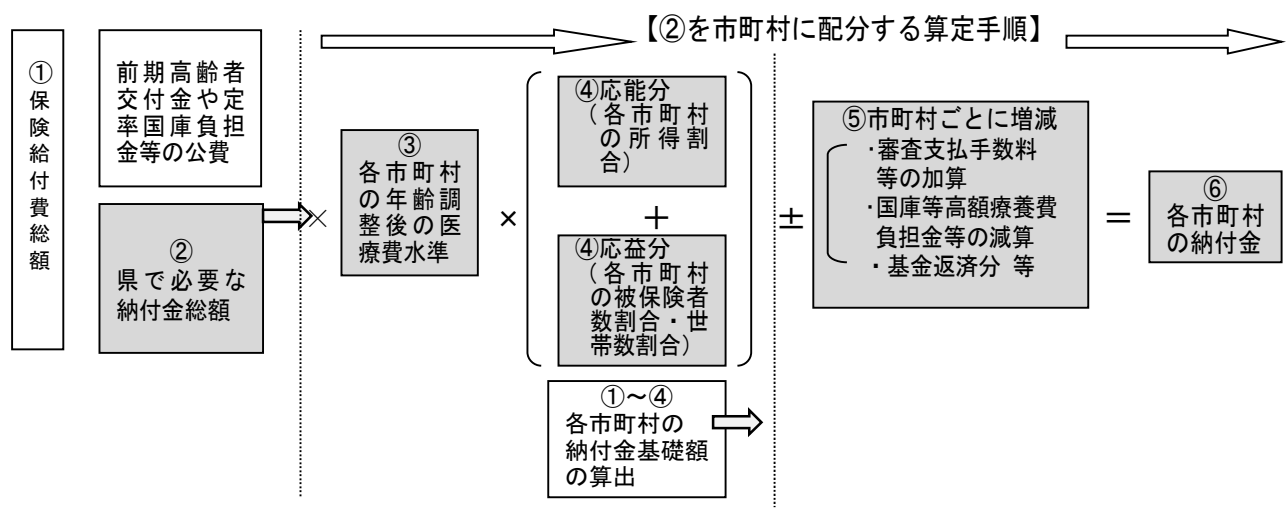 【②を市町村に配分する算定手順】
①保険給付費総額
前期高齢者
交付金や定
率国庫負担
金等の公費
②
県で必要な
納付金総額
×
③
各市町村
の年齢調
整後の医
療費水準
×
④応能分
（各市町村
の所得割
合）
＋
④応益分
（各市町村
の被保険者
数割合・世
帯数割合）
①～④
各市町村の
納付金基礎額
の算出
±
⑤市町村ごとに増減
・審査支払手数料
等の加算
・国庫等高額療養費
負担金等の減算
・基金返済分 等
＝
⑥
各市町村
の納付金